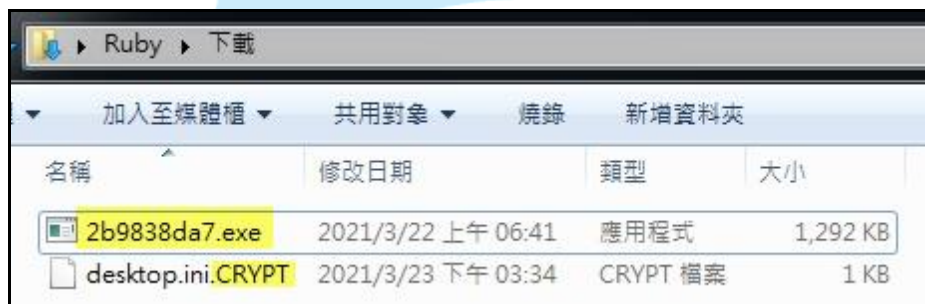 Ruby 下載
加入至媒體櫃 共用對象 燒錄 新增資料夾
名稱 修改日期 類型 大小
2b9838da7.exe 2021/3/22 上午 06:41 應用程式 1,292 KB
desktop.ini.CRYPT 2021/3/23 下午 03:34 CRYPT 檔案 1 KB